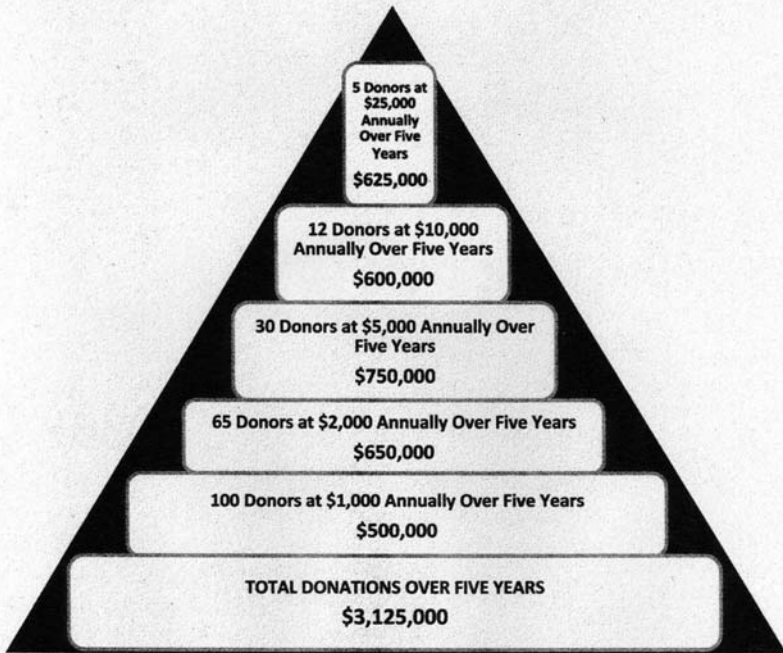 5 Donors at
$25,000
Annually
Over Five
Years
$625,000
12 Donors at $10,000
Annually Over Five Years
$600,000
30 Donors at $5,000 Annually Over
Five Years
$750,000
65 Donors at $2,000 Annually Over Five Years
$650,000
100 Donors at $1,000 Annually Over Five Years
$500,000
TOTAL DONATIONS OVER FIVE YEARS
$3,125,000